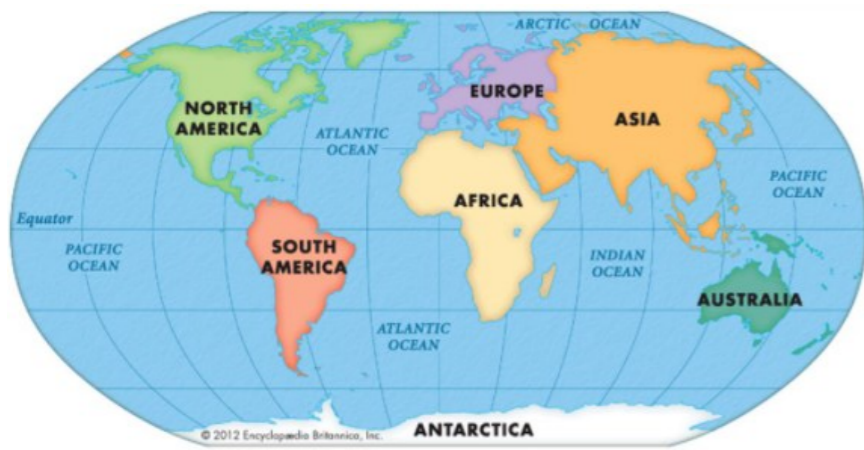 ARCTIC OCEAN
NORTH
AMERICA
EUROPE
ASIA
ATLANTIC
OCEAN
PACIFIC
OCEAN
AFRICA
Equator
PACIFIC
OCEAN
SOUTH
AMERICA
INDIAN
OCEAN
AUSTRALIA
ATLANTIC
OCEAN
© 2012 Encyclopædia Britannica, Inc.
ANTARCTICA